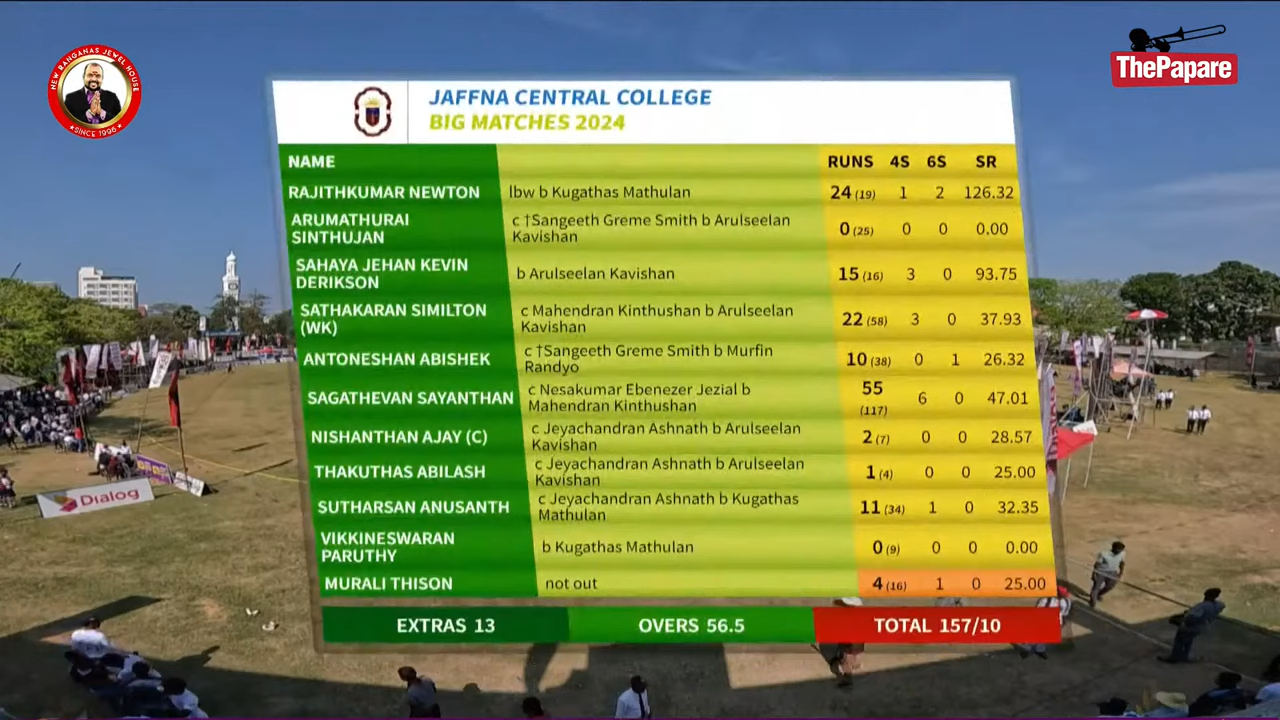 NEW RANGANAS JEWEL HOUSE
SINCE 1996
ThePapare
JAFFNA CENTRAL COLLEGE
BIG MATCHES 2024
NAME RUNS 4S 6S SR
RAJITHKUMAR NEWTON lbw b Kugathas Mathulan 24 (19) 1 2 126.32
ARUMATHURAI SINTHUJAN c †Sangeeth Greme Smith b Arulseelan Kavishan 0 (25) 0 0 0.00
SAHAYA JEHAN KEVIN DERIKSON b Arulseelan Kavishan 15 (16) 3 0 93.75
SATHAKARAN SIMILTON (WK) c Mahendran Kinthushan b Arulseelan Kavishan 22 (58) 3 0 37.93
ANTONESHAN ABISHEK c †Sangeeth Greme Smith b Murfin Randyo 10 (38) 0 1 26.32
SAGATHEVAN SAYANTHAN c Nesakumar Ebenezer Jezial b Mahendran Kinthushan 55 (117) 6 0 47.01
NISHANTHAN AJAY (C) c Jeyachandran Ashnath b Arulseelan Kavishan 2 (7) 0 0 28.57
THAKUTHAS ABILASH c Jeyachandran Ashnath b Arulseelan Kavishan 1 (4) 0 0 25.00
SUTHARSAN ANUSANTH c Jeyachandran Ashnath b Kugathas Mathulan 11 (34) 1 0 32.35
VIKKINESWARAN PARUTHY b Kugathas Mathulan 0 (9) 0 0 0.00
MURALI THISON not out 4 (16) 1 0 25.00
EXTRAS 13 OVERS 56.5 TOTAL 157/10
Dialog